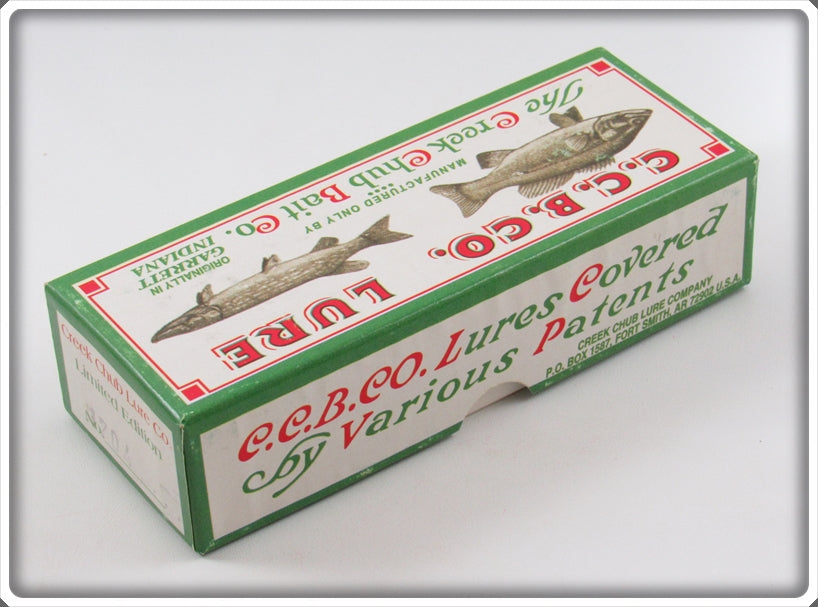 The Creek Chub Bait Co.
MANUFACTURED ONLY BY
ORIGINALLY IN
GARRETT
INDIANA
C.C.B.CO.
LURE
C.C.B.CO. Lures Covered
by Various Patents
CREEK CHUB LURE COMPANY
P.O. BOX 1587, FORT SMITH, AR 72902 U.S.A.
Creek Chub Lure Co
Limited Edition